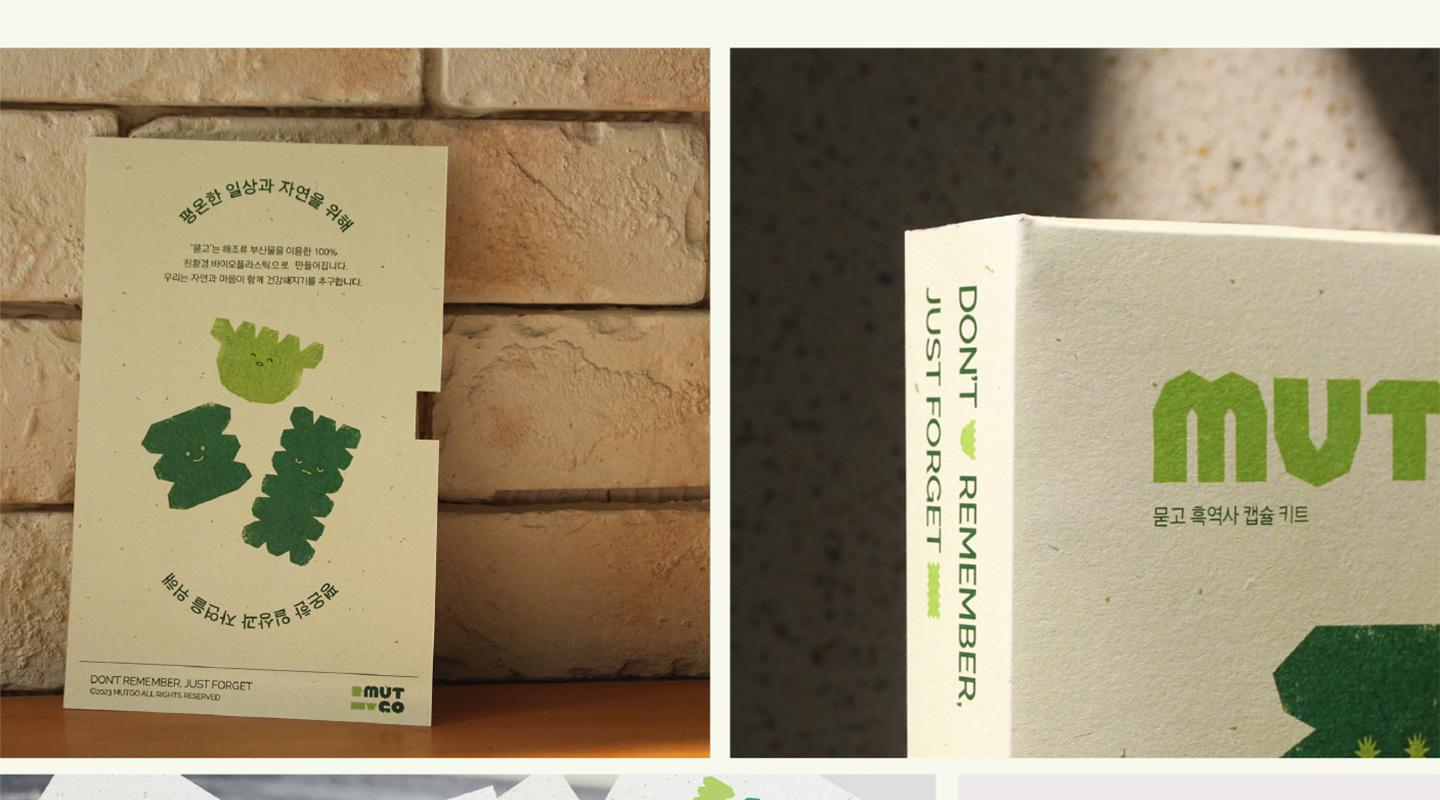 평온한 일상과 자연을 위해
'묻고'는 해조류 부산물을 이용한 100%
친환경 바이오플라스틱으로 만들어집니다.
우리는 자연과 마음이 함께 건강해지기를 추구합니다.
평온한 일상과 자연을 위해
DON'T REMEMBER, JUST FORGET
©2023 MUTGO ALL RIGHTS RESERVED
MUT
GO
DON'T REMEMBER,
JUST FORGET
MUT
묻고 흑역사 캡슐 키트